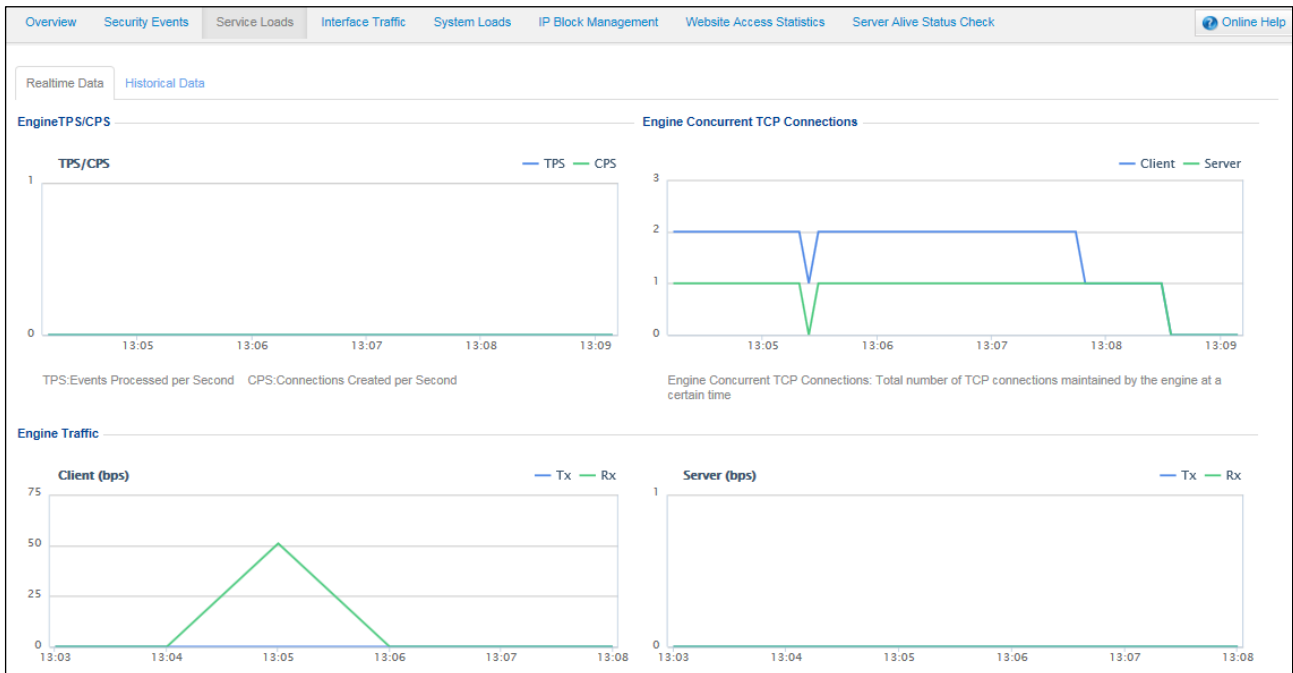 Overview Security Events Service Loads Interface Traffic System Loads IP Block Management Website Access Statistics Server Alive Status Check Online Help
Realtime Data Historical Data
EngineTPS/CPS
TPS/CPS
TPS CPS
1
0
13:05 13:06 13:07 13:08 13:09
TPS:Events Processed per Second CPS:Connections Created per Second
Engine Concurrent TCP Connections
Client Server
3
2
1
0
13:05 13:06 13:07 13:08 13:09
Engine Concurrent TCP Connections: Total number of TCP connections maintained by the engine at a
certain time
Engine Traffic
Client (bps)
Tx Rx
75
50
25
0
13:03 13:04 13:05 13:06 13:07 13:08
Server (bps)
Tx Rx
1
0
13:03 13:04 13:05 13:06 13:07 13:08